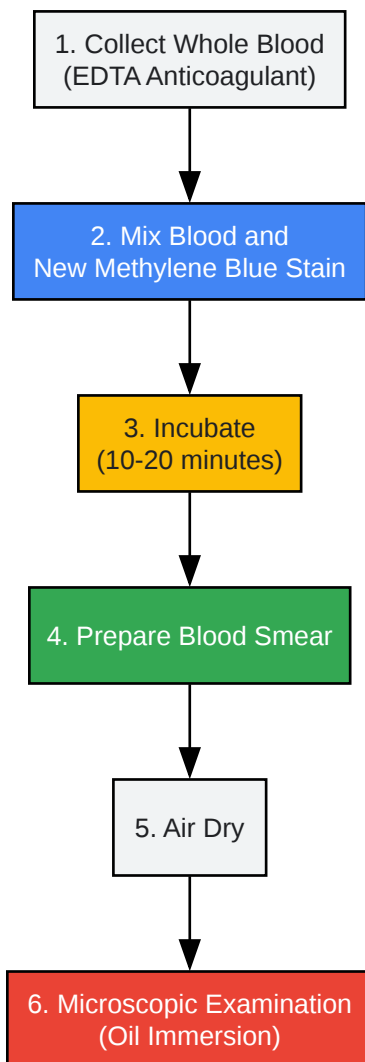 1. Collect Whole Blood
(EDTA Anticoagulant)
2. Mix Blood and
New Methylene Blue Stain
3. Incubate
(10-20 minutes)
4. Prepare Blood Smear
5. Air Dry
6. Microscopic Examination
(Oil Immersion)